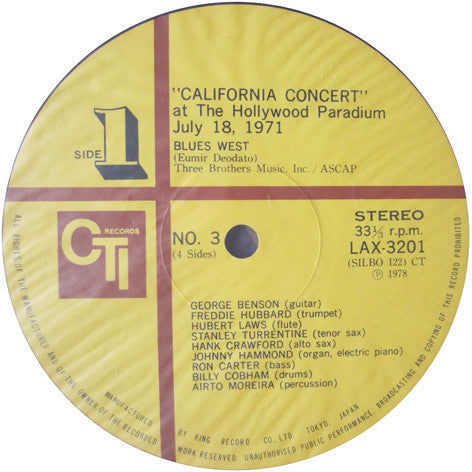 "CALIFORNIA CONCERT"
at The Hollywood Paradium
July 18, 1971
BLUES WEST
(Eumir Deodato)
Three Brothers Music, Inc./ASCAP
SIDE 1
CTI RECORDS
NO. 3
(4 Sides)
STEREO
33⅓ r.p.m.
LAX-3201
(SILBO 122) CT
Ⓟ 1978
GEORGE BENSON (guitar)
FREDDIE HUBBARD (trumpet)
HUBERT LAWS (flute)
STANLEY TURRENTINE (tenor sax)
HANK CRAWFORD (alto sax)
JOHNNY HAMMOND (organ, electric piano)
RON CARTER (bass)
BILLY COBHAM (drums)
AIRTO MOREIRA (percussion)
MANUFACTURED BY KING RECORD CO., LTD. TOKYO, JAPAN
ALL RIGHTS OF THE MANUFACTURER AND OF THE OWNER OF THE RECORDED WORK RESERVED. UNAUTHORISED PUBLIC PERFORMANCE, BROADCASTING AND COPYING OF THIS RECORD PROHIBITED